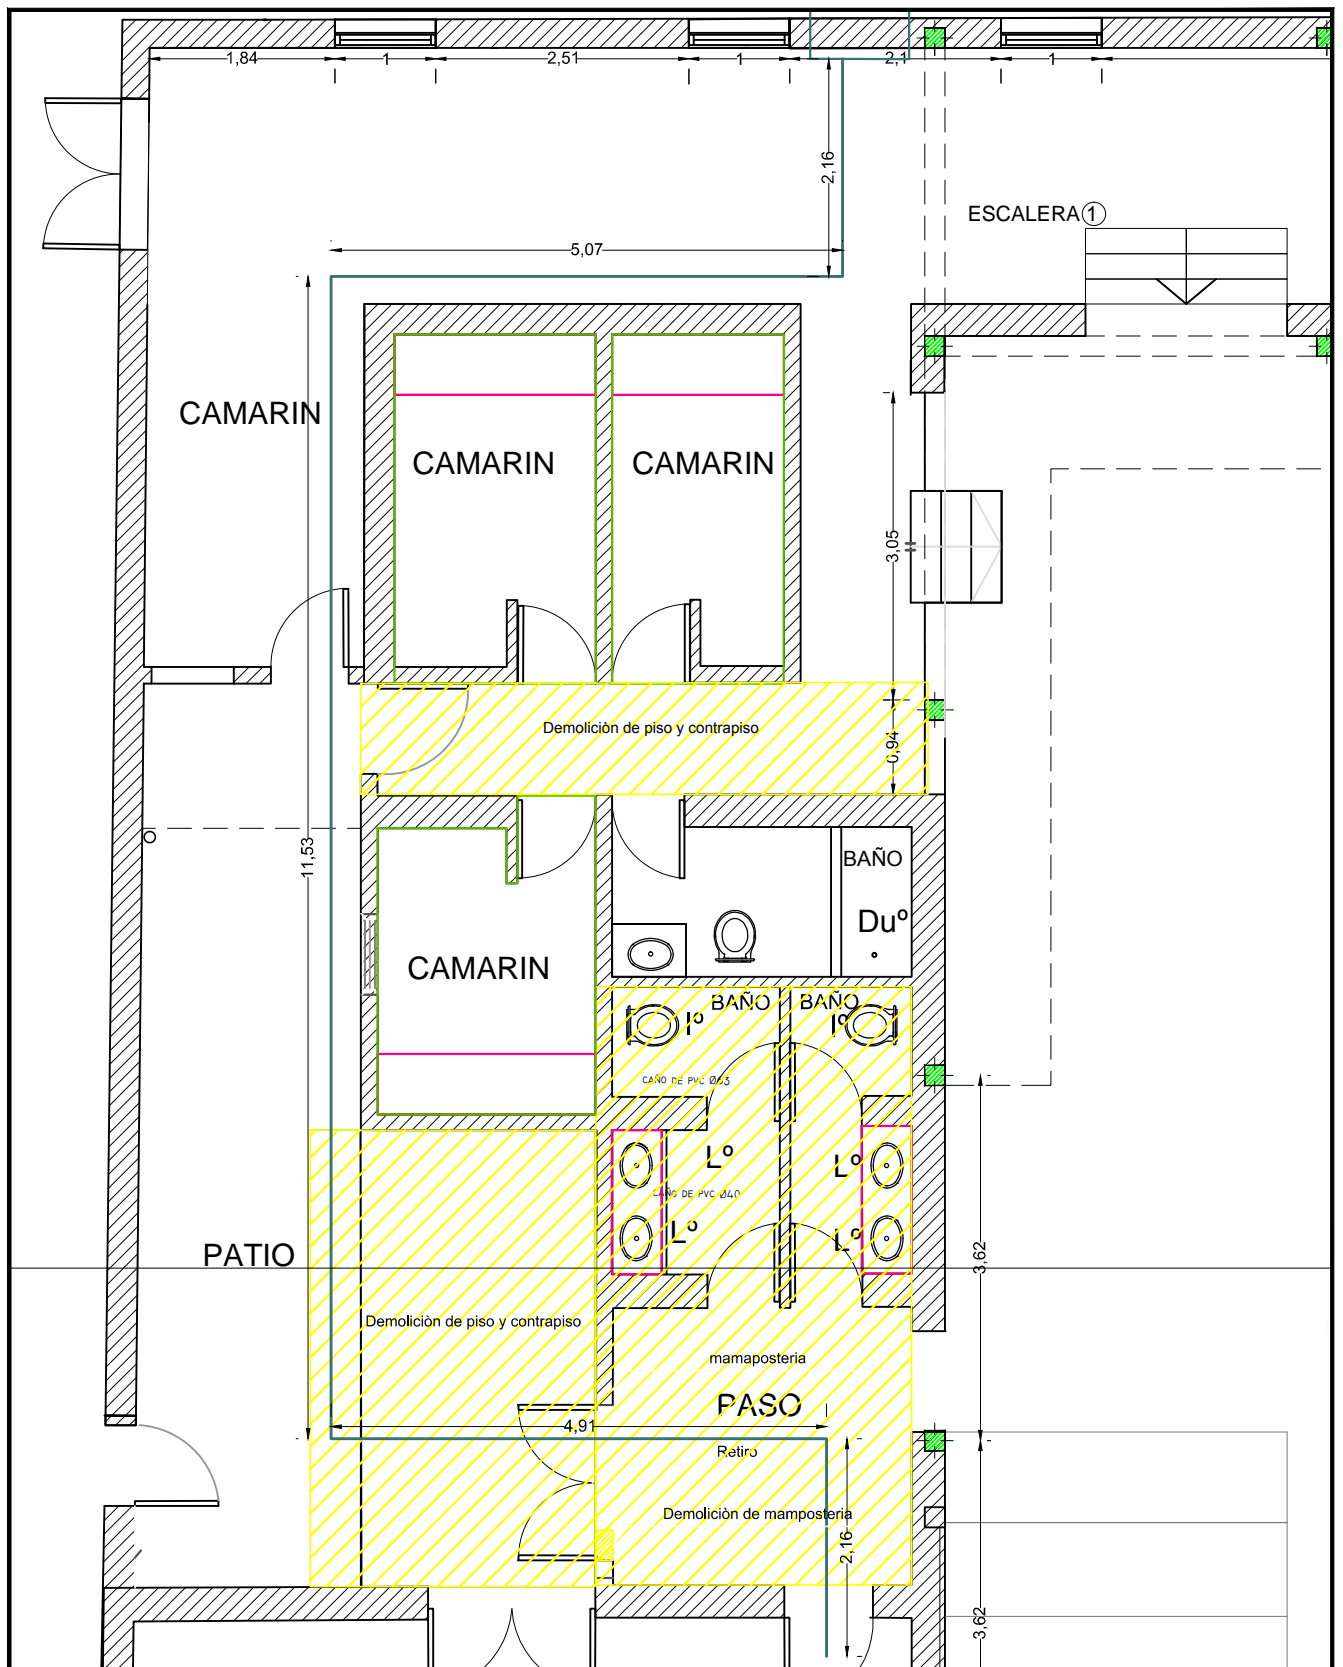 1,84
1
2,51
1
2,1
1
2,16
ESCALERA 1
5,07
CAMARIN
CAMARIN
CAMARIN
3,05
Demoliciòn de piso y contrapiso
0,94
11,53
BAÑO
Duº
CAMARIN
BAÑO
BAÑO
Iº
Iº
CAÑO DE PVC Ø63
Lº
Lº
CAÑO DE PVC Ø40
Lº
Lº
PATIO
3,62
Demoliciòn de piso y contrapiso
mamaposteria
PASO
4,91
Retiro
Demoliciòn de mamposteria
2,16
3,62